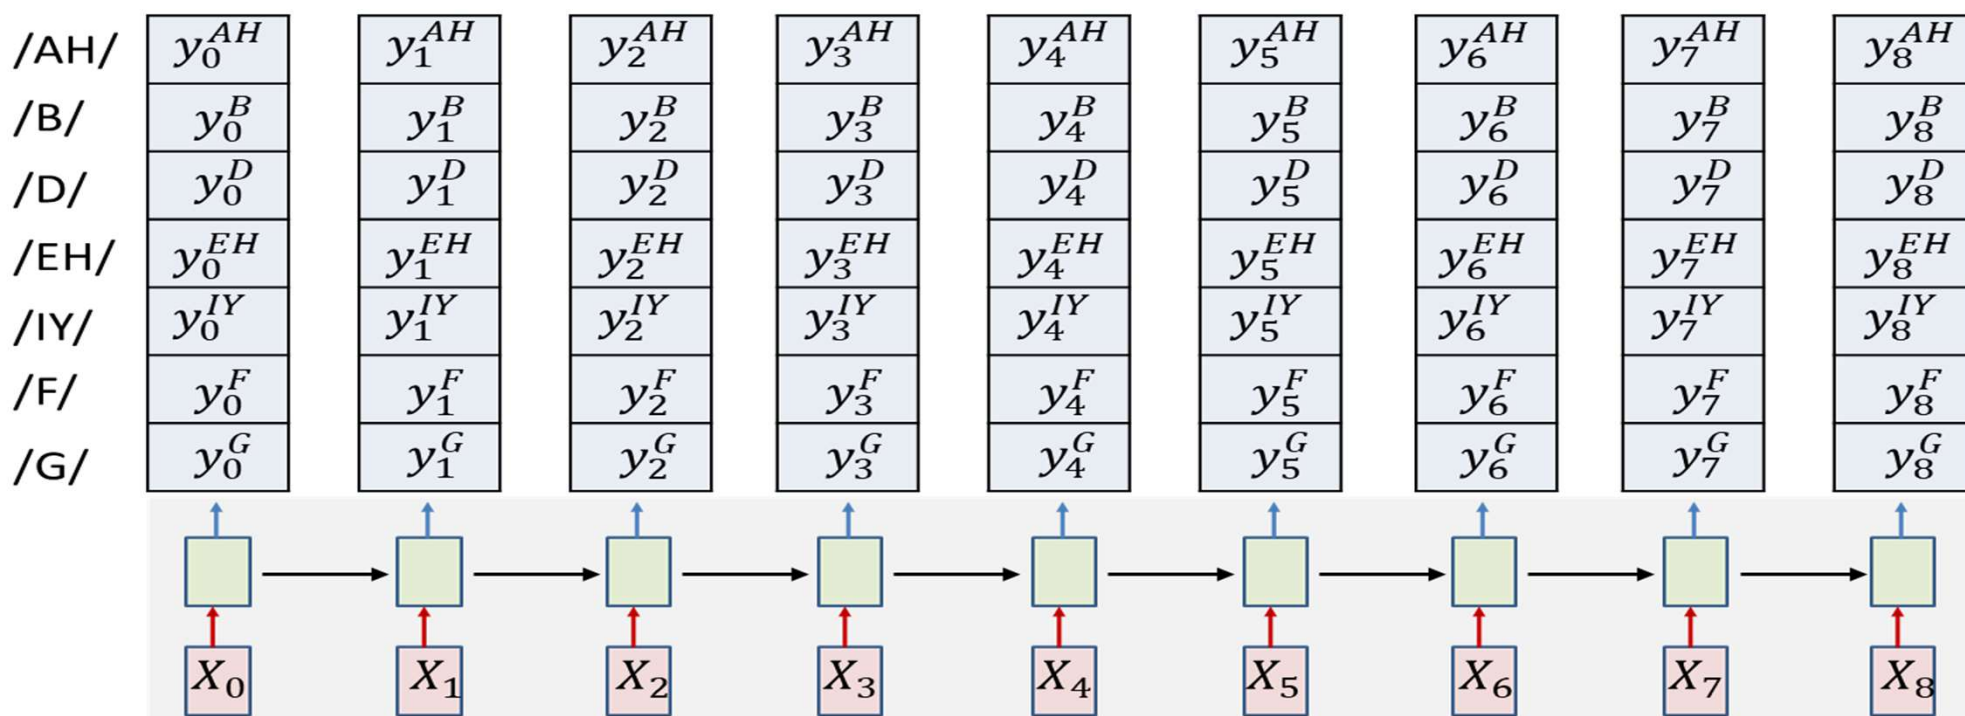 /AH/ y_0^{AH} y_1^{AH} y_2^{AH} y_3^{AH} y_4^{AH} y_5^{AH} y_6^{AH} y_7^{AH} y_8^{AH}
/B/ y_0^B y_1^B y_2^B y_3^B y_4^B y_5^B y_6^B y_7^B y_8^B
/D/ y_0^D y_1^D y_2^D y_3^D y_4^D y_5^D y_6^D y_7^D y_8^D
/EH/ y_0^{EH} y_1^{EH} y_2^{EH} y_3^{EH} y_4^{EH} y_5^{EH} y_6^{EH} y_7^{EH} y_8^{EH}
/IY/ y_0^{IY} y_1^{IY} y_2^{IY} y_3^{IY} y_4^{IY} y_5^{IY} y_6^{IY} y_7^{IY} y_8^{IY}
/F/ y_0^F y_1^F y_2^F y_3^F y_4^F y_5^F y_6^F y_7^F y_8^F
/G/ y_0^G y_1^G y_2^G y_3^G y_4^G y_5^G y_6^G y_7^G y_8^G
X_0 X_1 X_2 X_3 X_4 X_5 X_6 X_7 X_8